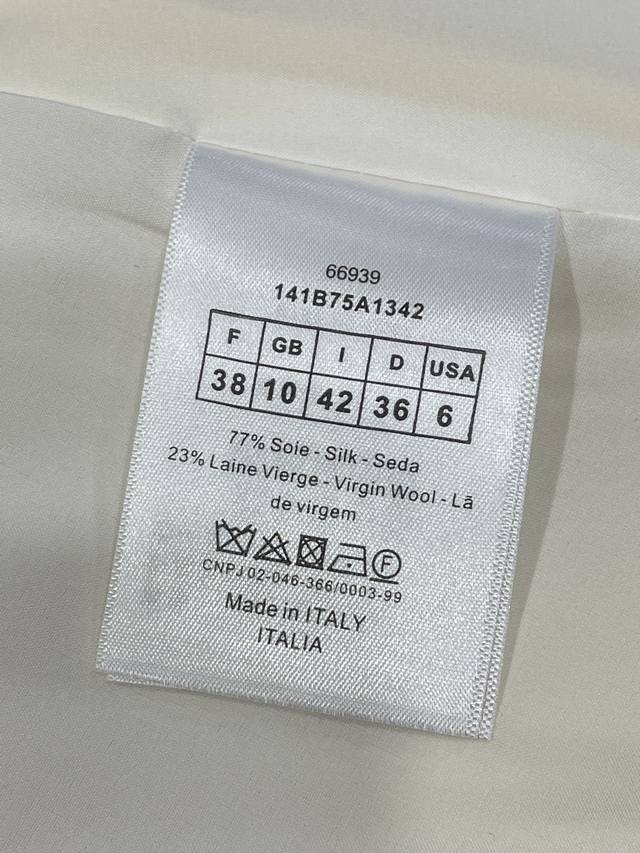 66939
141B75A1342
F GB I D USA
38 10 42 36 6
77% Soie - Silk - Seda
23% Laine Vierge - Virgin Wool - Lã
de virgem
F
CNPJ 02-046-366/0003-99
Made in ITALY
ITALIA